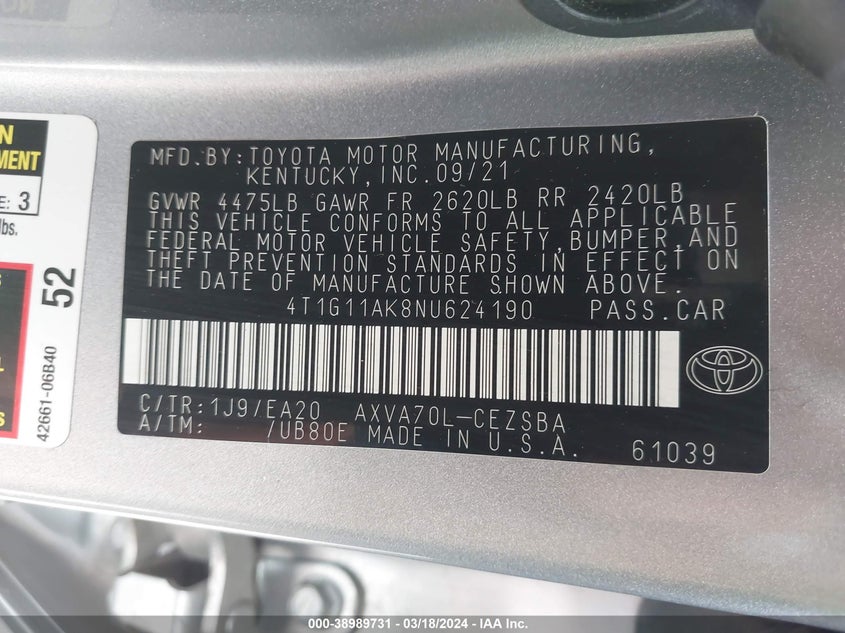 MENT
E: 3
lbs.
52
42661-06B40
MFD.BY:TOYOTA MOTOR MANUFACTURING,
KENTUCKY,INC.09/21
GVWR 4475LB GAWR FR 2620LB RR 2420LB
THIS VEHICLE CONFORMS TO ALL APPLICABLE
FEDERAL MOTOR VEHICLE SAFETY,BUMPER,AND
THEFT PREVENTION STANDARDS IN EFFECT ON
THE DATE OF MANUFACTURE SHOWN ABOVE.
4T1G11AK8NU624190 PASS.CAR
C/TR:1J9/EA20 AXVA70L-CEZSBA
A/TM: /UB80E MADE IN U.S.A. 61039
000-38989731 - 03/18/2024 - IAA Inc.